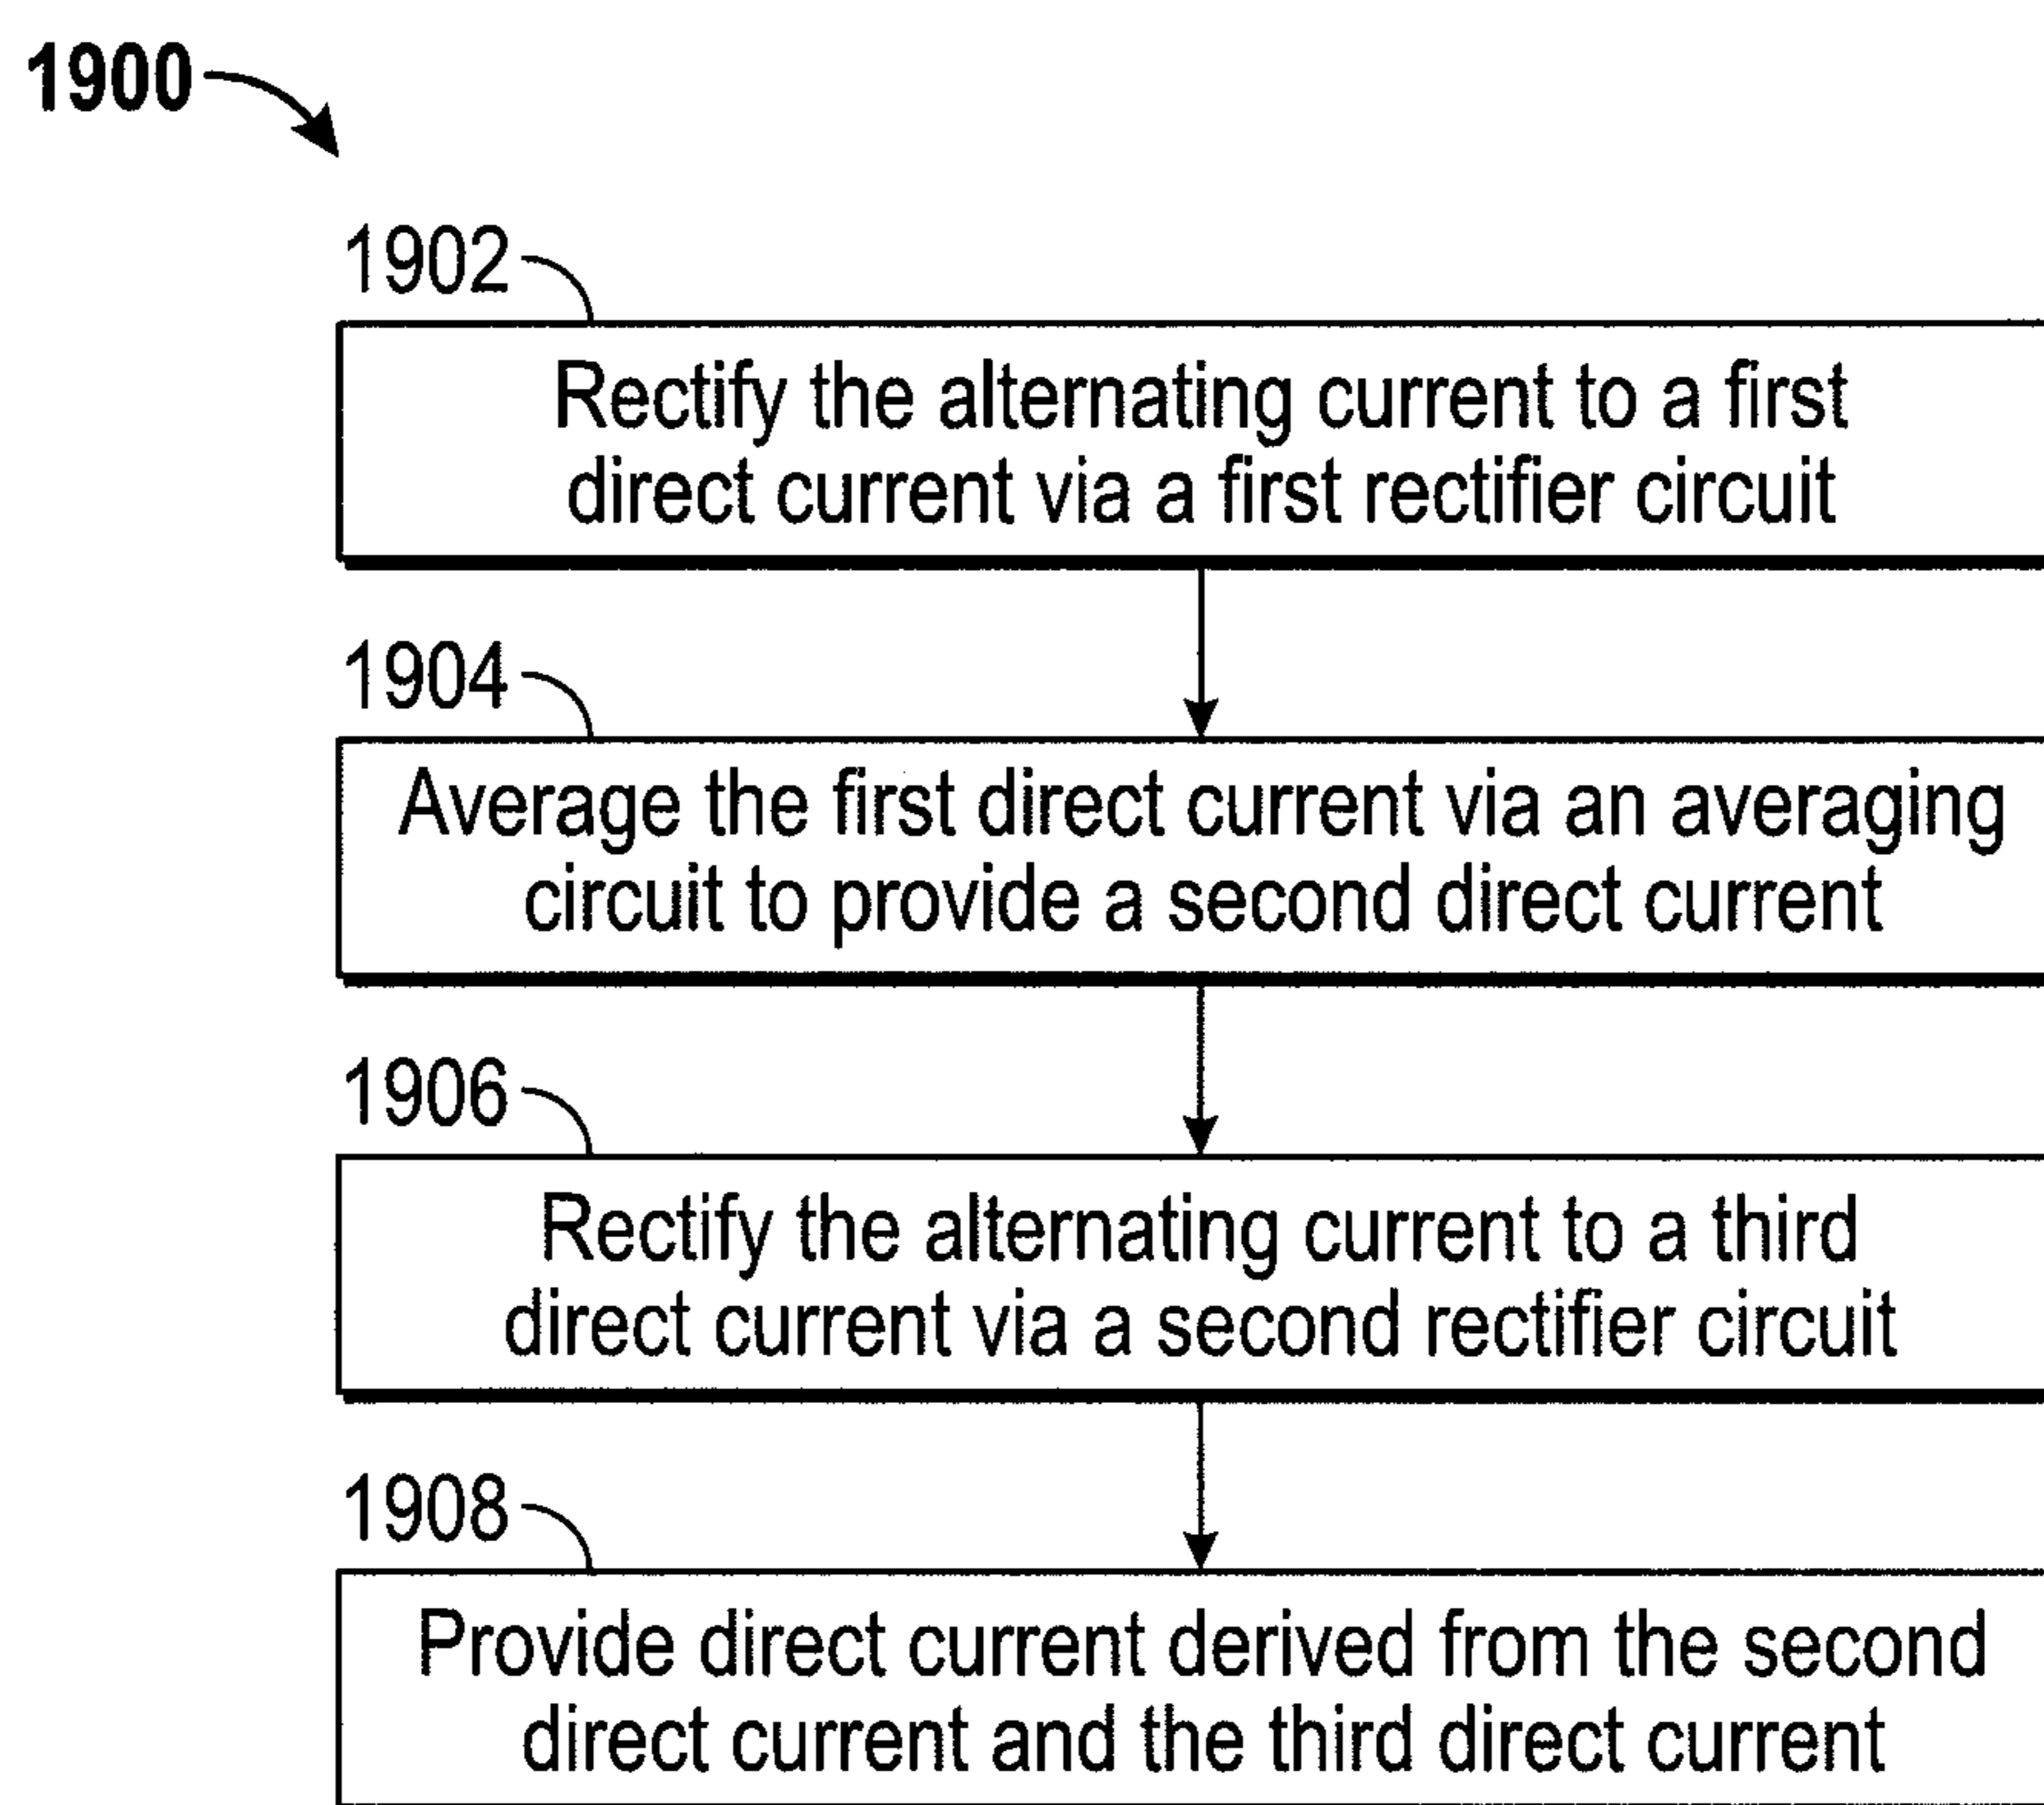 1900
1902
Rectify the alternating current to a first
direct current via a first rectifier circuit
1904
Average the first direct current via an averaging
circuit to provide a second direct current
1906
Rectify the alternating current to a third
direct current via a second rectifier circuit
1908
Provide direct current derived from the second
direct current and the third direct current